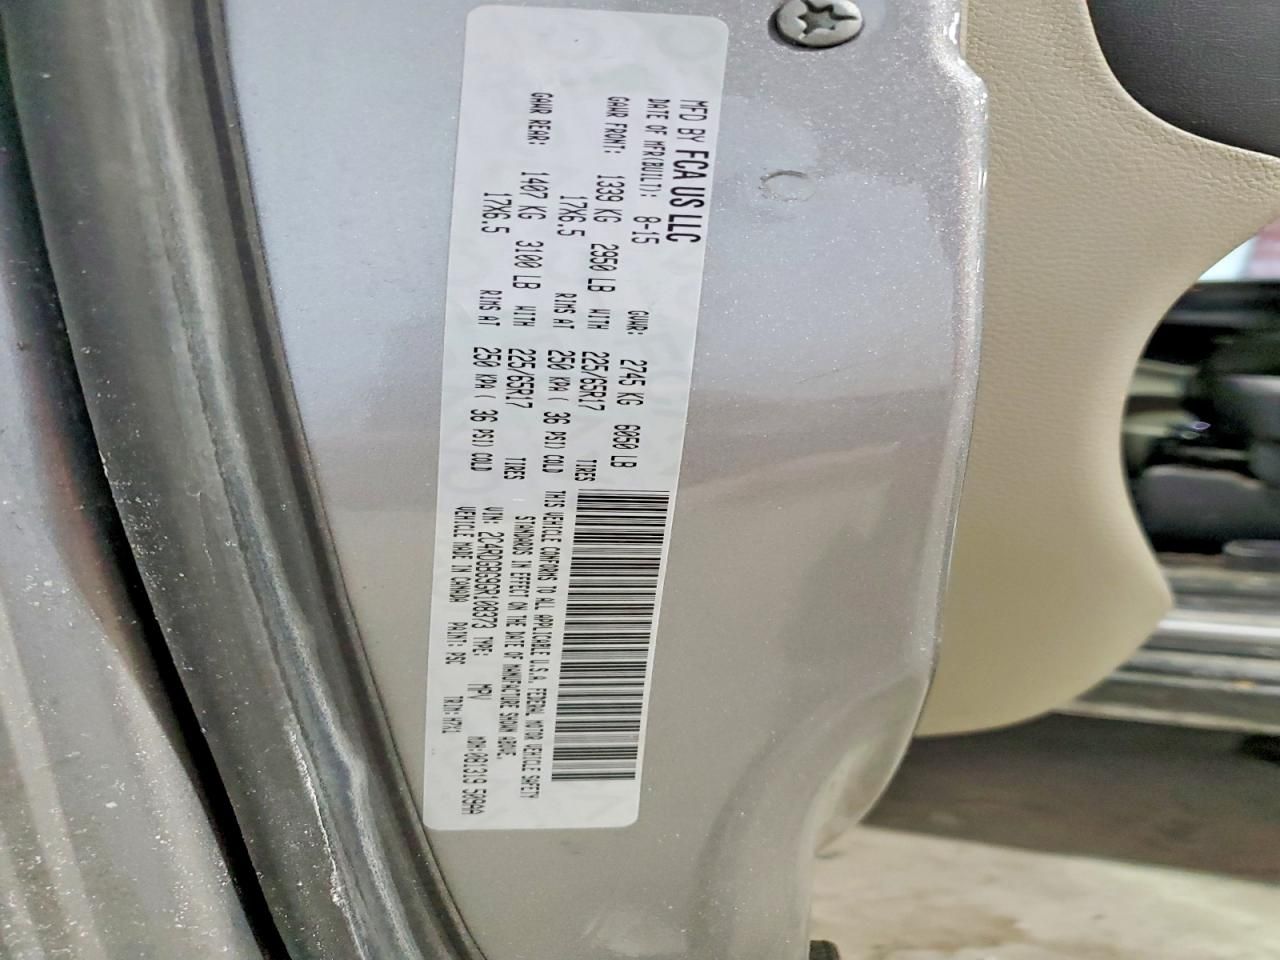 MFD BY FCA US LLC
DATE OF MFR(BUILT): 8-15 GVWR: 2745 KG 6050 LB
GAWR FRONT: 1339 KG 2950 LB WITH 225/65R17 TIRES
17X6.5 RIMS AT 250 KPA ( 36 PSI) COLD
GAWR REAR: 1407 KG 3100 LB WITH 225/65R17 TIRES
17X6.5 RIMS AT 250 KPA ( 36 PSI) COLD
THIS VEHICLE CONFORMS TO ALL APPLICABLE U.S.A. FEDERAL MOTOR VEHICLE SAFETY
STANDARDS IN EFFECT ON THE DATE OF MANUFACTURE SHOWN ABOVE.
VIN: 2C4RDGBG9GR108373 TYPE: MPV
VEHICLE MADE IN CANADA PAINT: PSC